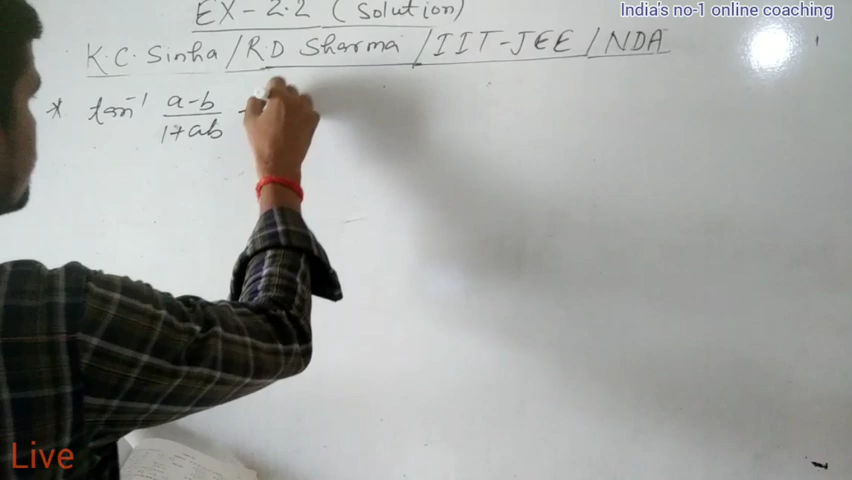 India's no-1 online coaching
EX-2.2 (Solution)
K.C. Sinha / R.D Sharma / IIT-JEE / NDA
* tan⁻¹ a-b
1+ab -
Live